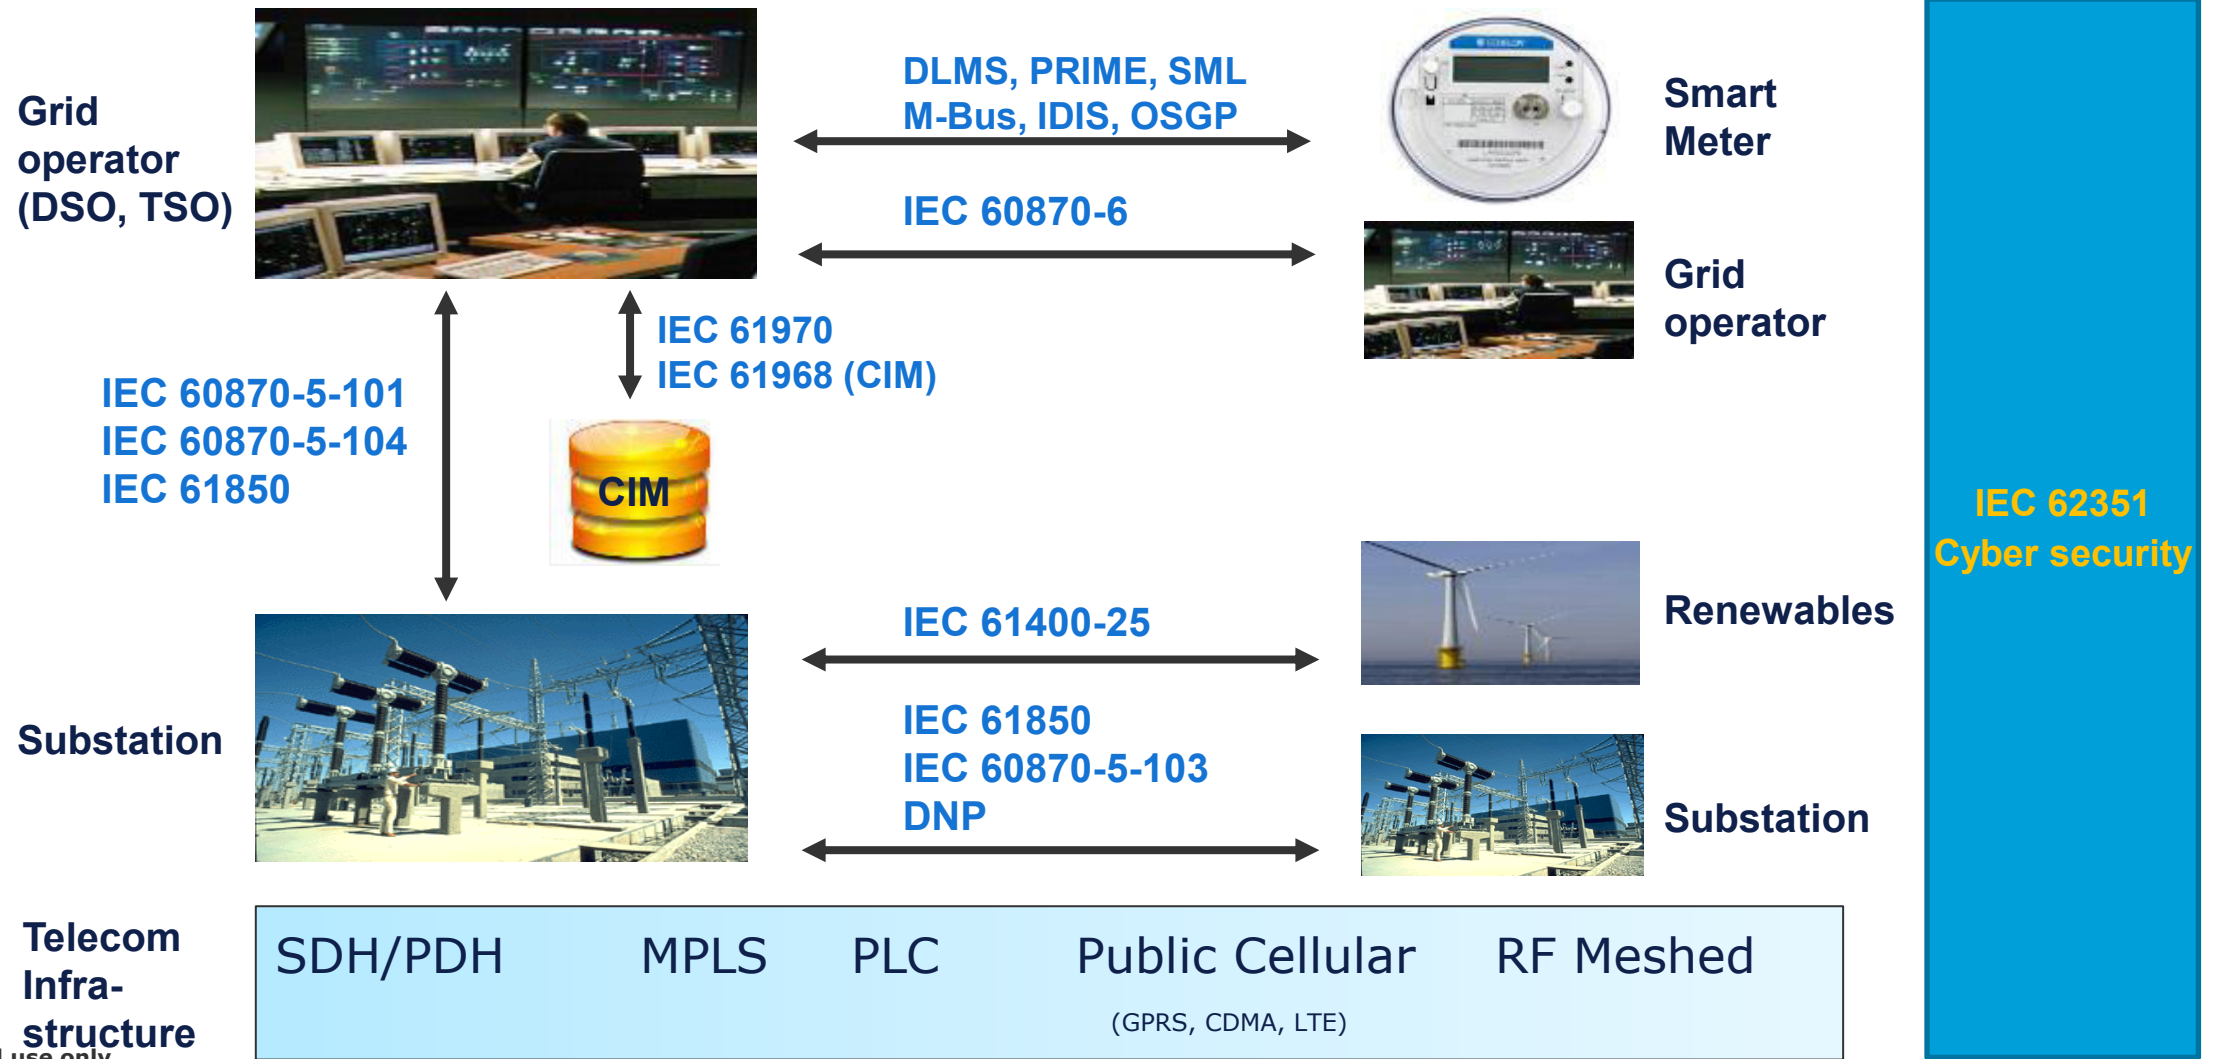 Grid
operator
(DSO, TSO)
DLMS, PRIME, SML
M-Bus, IDIS, OSGP
ECHELON
Smart
Meter
IEC 60870-6
Grid
operator
IEC 61970
IEC 61968 (CIM)
IEC 60870-5-101
IEC 60870-5-104
IEC 61850
CIM
IEC 62351
Cyber security
IEC 61400-25
Renewables
Substation
IEC 61850
IEC 60870-5-103
DNP
Substation
Telecom
Infra-
structure
SDH/PDH MPLS PLC Public Cellular RF Meshed
(GPRS, CDMA, LTE)
use only